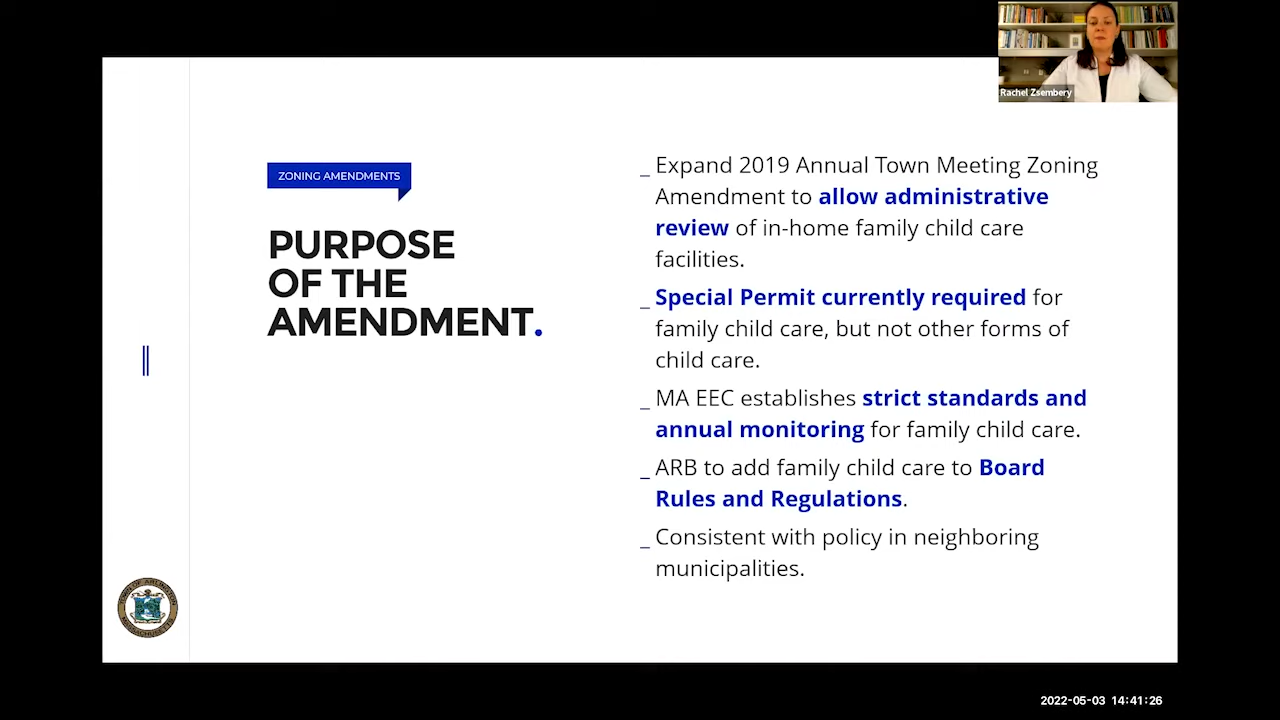 Rachel Zsembery
ZONING AMENDMENTS
PURPOSE
OF THE
AMENDMENT.
_ Expand 2019 Annual Town Meeting Zoning
Amendment to allow administrative
review of in-home family child care
facilities.
_ Special Permit currently required for
family child care, but not other forms of
child care.
_ MA EEC establishes strict standards and
annual monitoring for family child care.
_ ARB to add family child care to Board
Rules and Regulations.
_ Consistent with policy in neighboring
municipalities.
TOWN OF ARLINGTON
MASSACHUSETTS
2022-05-03 14:41:26